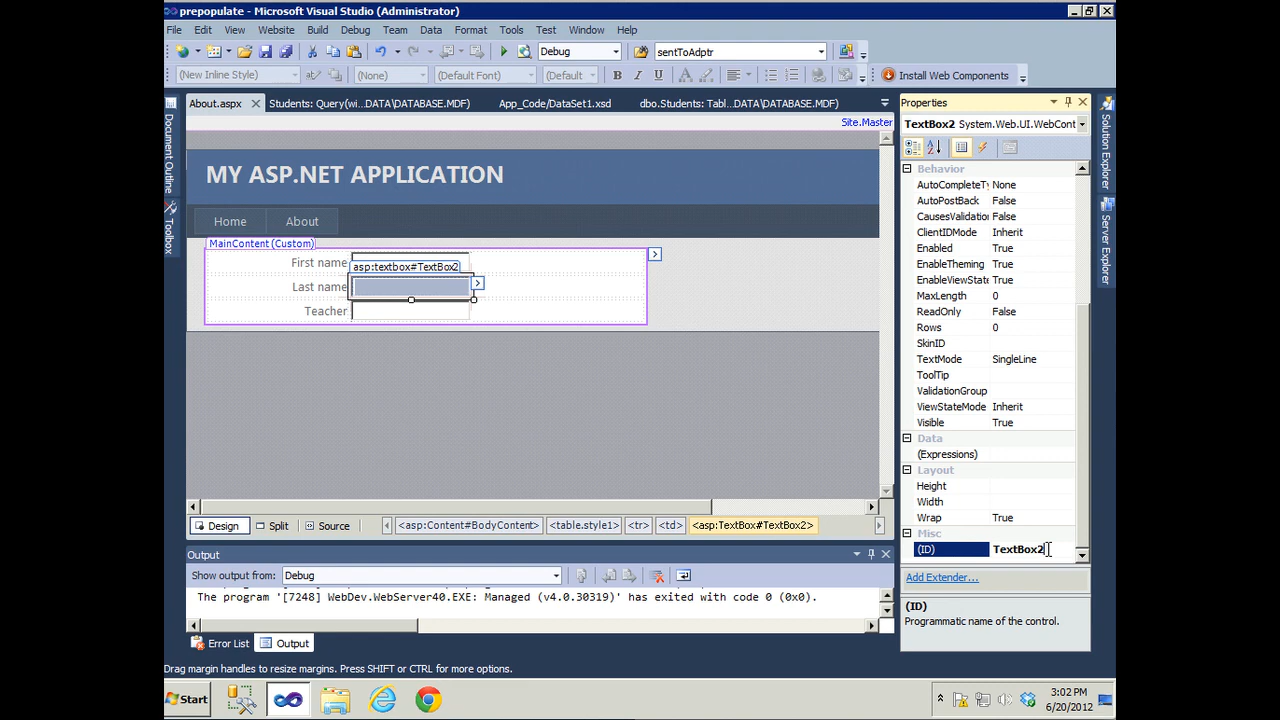 prepopulate - Microsoft Visual Studio (Administrator)
File Edit View Website Build Debug Team Data Format Tools Test Window Help
Debug sentToAdptr
(New Inline Style) (None) (Default Font) (Default B I U A Install Web Components
About.aspx Students: Query(wi...DATA\DATABASE.MDF) App_Code/DataSet1.xsd dbo.Students: Tabl...DATA\DATABASE.MDF)
Site.Master
MY ASP.NET APPLICATION
Home About
MainContent (Custom)
First name
asp:textbox#TextBox2
Last name
Teacher
Design Split Source <asp:Content#BodyContent> <table.style1> <tr> <td> <asp:TextBox#TextBox2>
Output
Show output from: Debug
The program '[7248] WebDev.WebServer40.EXE: Managed (v4.0.30319)' has exited with code 0 (0x0).
Error List Output
Document Outline
Toolbox
Properties
TextBox2 System.Web.UI.WebCont
Behavior
AutoCompleteTy None
AutoPostBack False
CausesValidation False
ClientIDMode Inherit
Enabled True
EnableTheming True
EnableViewState True
MaxLength 0
ReadOnly False
Rows 0
SkinID
TextMode SingleLine
ToolTip
ValidationGroup
ViewStateMode Inherit
Visible True
Data
(Expressions)
Layout
Height
Width
Wrap True
Misc
(ID) TextBox2
Add Extender...
(ID)
Programmatic name of the control.
Solution Explorer
Server Explorer
Drag margin handles to resize margins. Press SHIFT or CTRL for more options.
Start
3:02 PM
6/20/2012